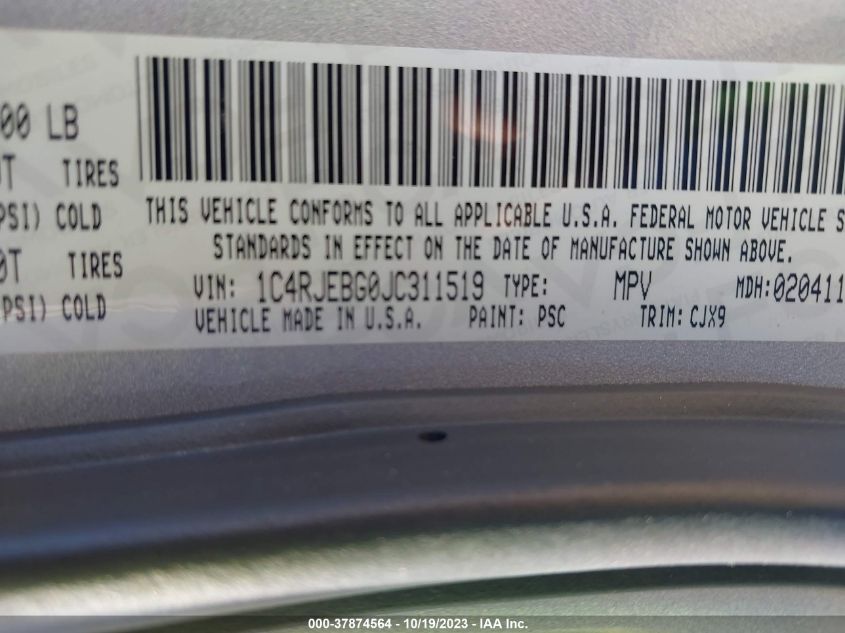 00 LB
TIRES
PSI) COLD
0T TIRES
PSI) COLD
THIS VEHICLE CONFORMS TO ALL APPLICABLE U.S.A. FEDERAL MOTOR VEHICLE S
STANDARDS IN EFFECT ON THE DATE OF MANUFACTURE SHOWN ABOVE.
VIN: 1C4RJEBG0JC311519 TYPE: MPV MDH:020411
VEHICLE MADE IN U.S.A. PAINT: PSC TRIM: CJX9
000-37874564 - 10/19/2023 - IAA Inc.